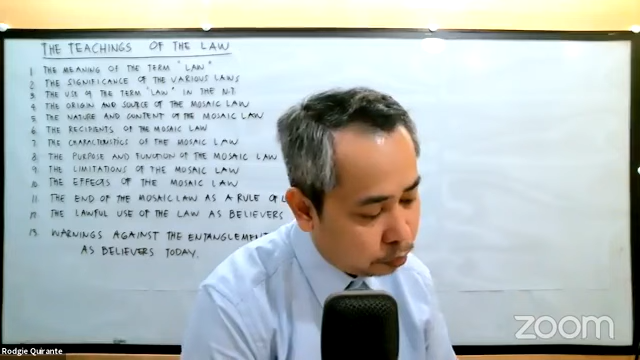 THE TEACHINGS OF THE LAW
1. THE MEANING OF THE TERM "LAW"
2. THE SIGNIFICANCE OF THE VARIOUS LAWS
3. THE USE OF THE TERM "LAW" IN THE N.T.
4. THE ORIGIN AND SOURCE OF THE MOSAIC LAW
5. THE NATURE AND CONTENT OF THE MOSAIC LAW
6. THE RECIPIENTS OF THE MOSAIC LAW
7. THE CHARACTERISTICS OF THE MOSAIC LAW
8. THE PURPOSE AND FUNCTION OF THE MOSAIC LAW
9. THE LIMITATIONS OF THE MOSAIC LAW
10. THE EFFECTS OF THE MOSAIC LAW
11. THE END OF THE MOSAIC LAW AS A RULE OF
12. THE LAWFUL USE OF THE LAW AS BELIEVERS
13. WARNINGS AGAINST THE ENTANGLEMENT
AS BELIEVERS TODAY.
LIVE
zoom
Rodgie Quirante